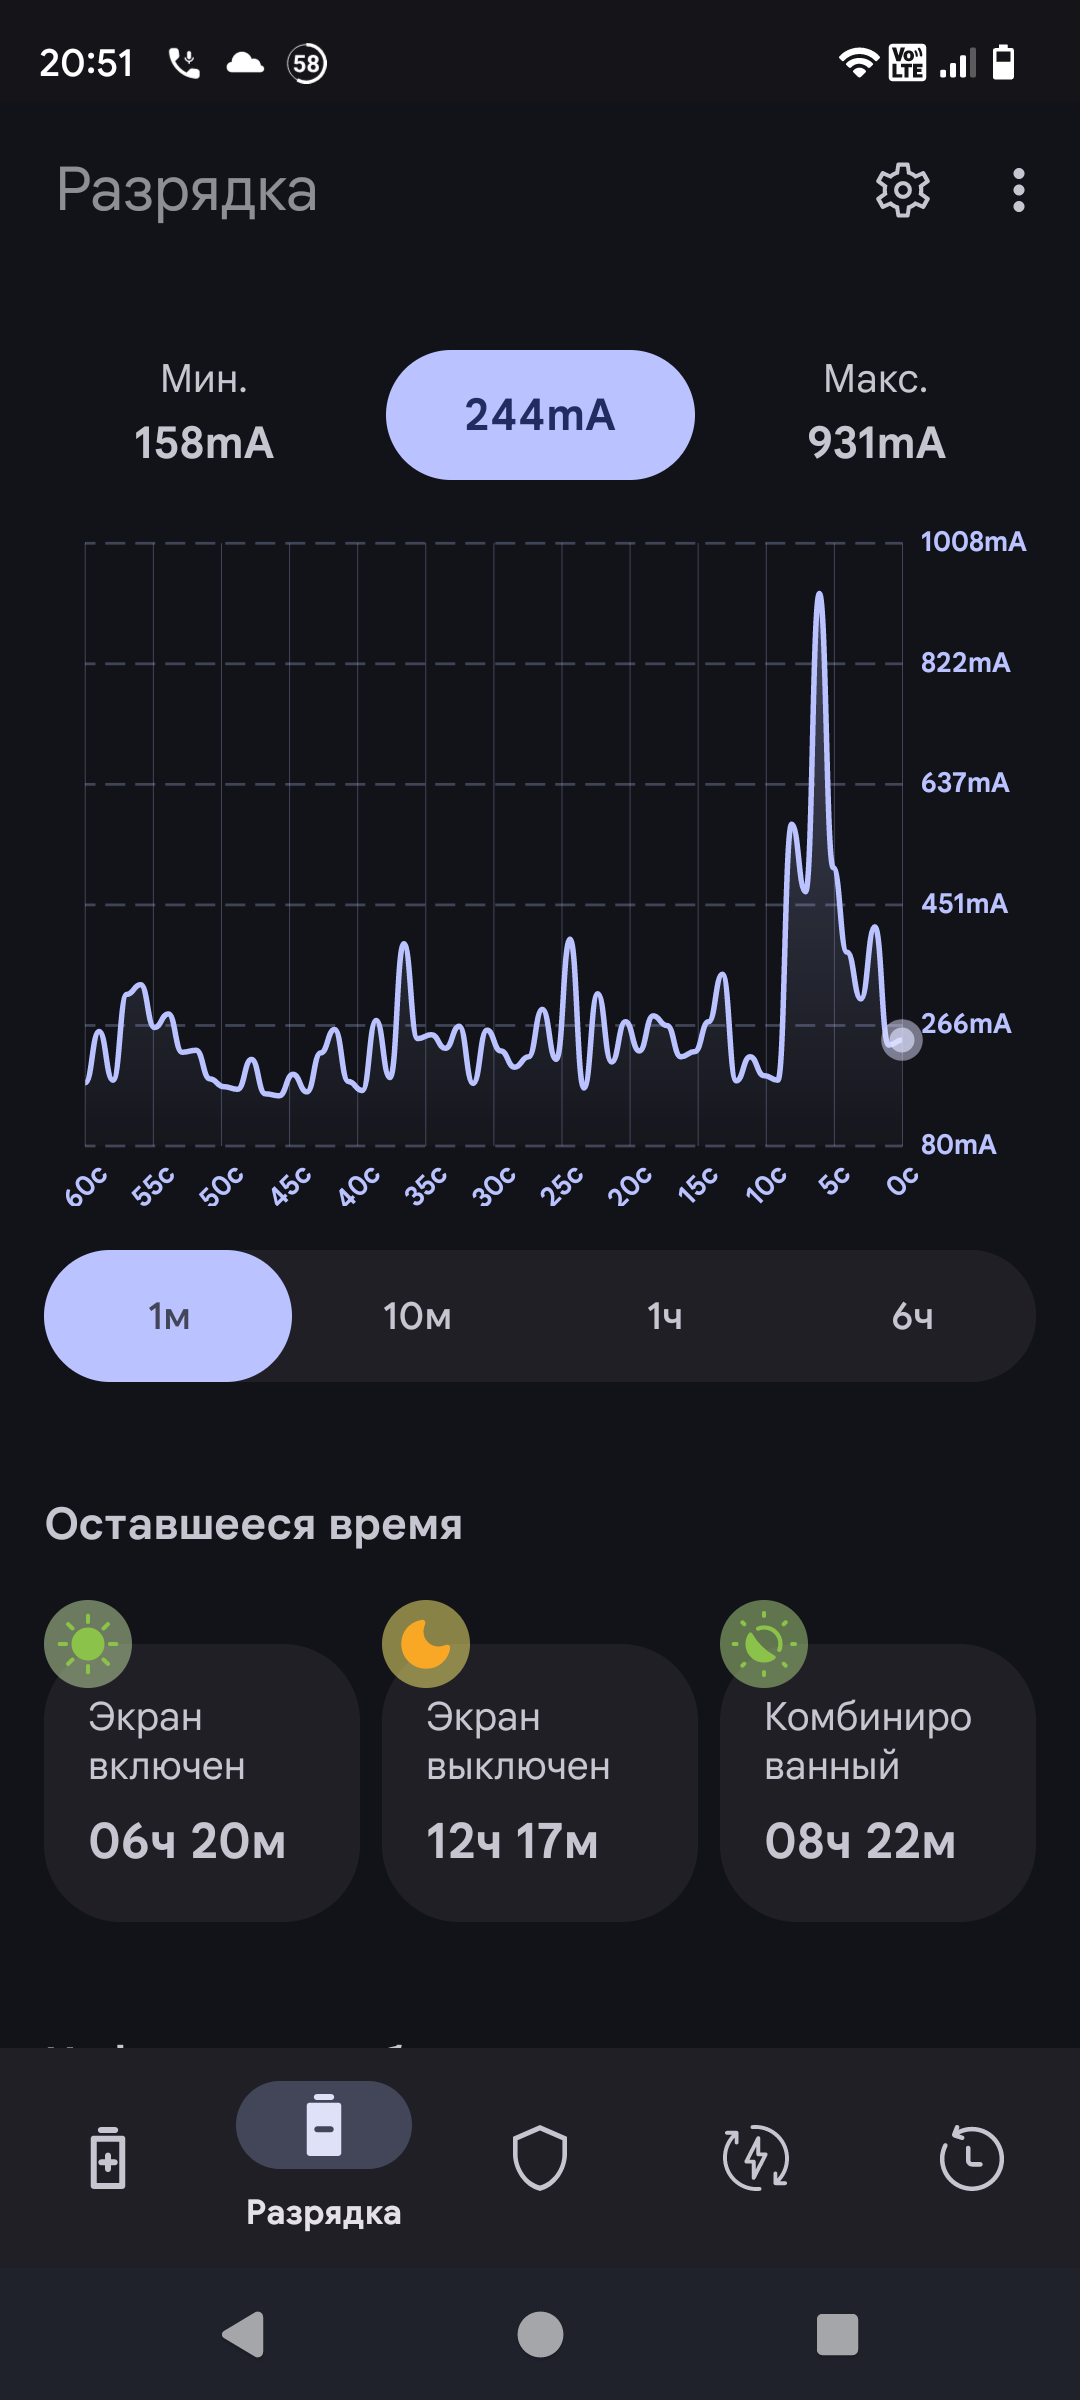 20:51
58
Vo
LTE
Разрядка
Мин.
244mA
Макс.
158mA
931mA
1008mA
822mA
637mA
451mA
266mA
80mA
60с 55с 50с 45с 40с 35с 30с 25с 20с 15с 10с 5с 0с
1м 10м 1ч 6ч
Оставшееся время
Экран
включен
06ч 20м
Экран
выключен
12ч 17м
Комбиниро
ванный
08ч 22м
Разрядка